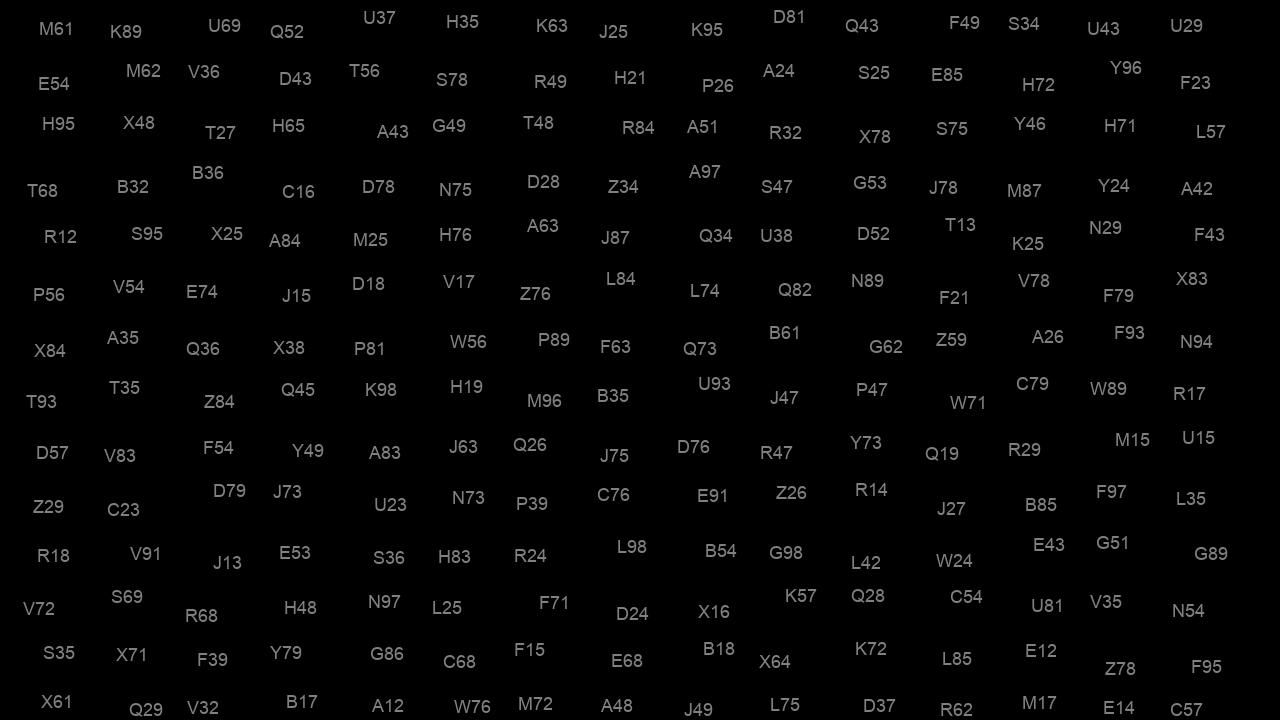 M61 K89 U69 Q52 U37 H35 K63 J25 K95 D81 Q43 F49 S34 U43 U29
E54 M62 V36 D43 T56 S78 R49 H21 P26 A24 S25 E85 H72 Y96 F23
H95 X48 T27 H65 A43 G49 T48 R84 A51 R32 X78 S75 Y46 H71 L57
T68 B32 B36 C16 D78 N75 D28 Z34 A97 S47 G53 J78 M87 Y24 A42
R12 S95 X25 A84 M25 H76 A63 J87 Q34 U38 D52 T13 K25 N29 F43
P56 V54 E74 J15 D18 V17 Z76 L84 L74 Q82 N89 F21 V78 F79 X83
X84 A35 Q36 X38 P81 W56 P89 F63 Q73 B61 G62 Z59 A26 F93 N94
T93 T35 Z84 Q45 K98 H19 M96 B35 U93 J47 P47 W71 C79 W89 R17
D57 V83 F54 Y49 A83 J63 Q26 J75 D76 R47 Y73 Q19 R29 M15 U15
Z29 C23 D79 J73 U23 N73 P39 C76 E91 Z26 R14 J27 B85 F97 L35
R18 V91 J13 E53 S36 H83 R24 L98 B54 G98 L42 W24 E43 G51 G89
V72 S69 R68 H48 N97 L25 F71 D24 X16 K57 Q28 C54 U81 V35 N54
S35 X71 F39 Y79 G86 C68 F15 E68 B18 X64 K72 L85 E12 Z78 F95
X61 Q29 V32 B17 A12 W76 M72 A48 J49 L75 D37 R62 M17 E14 C57